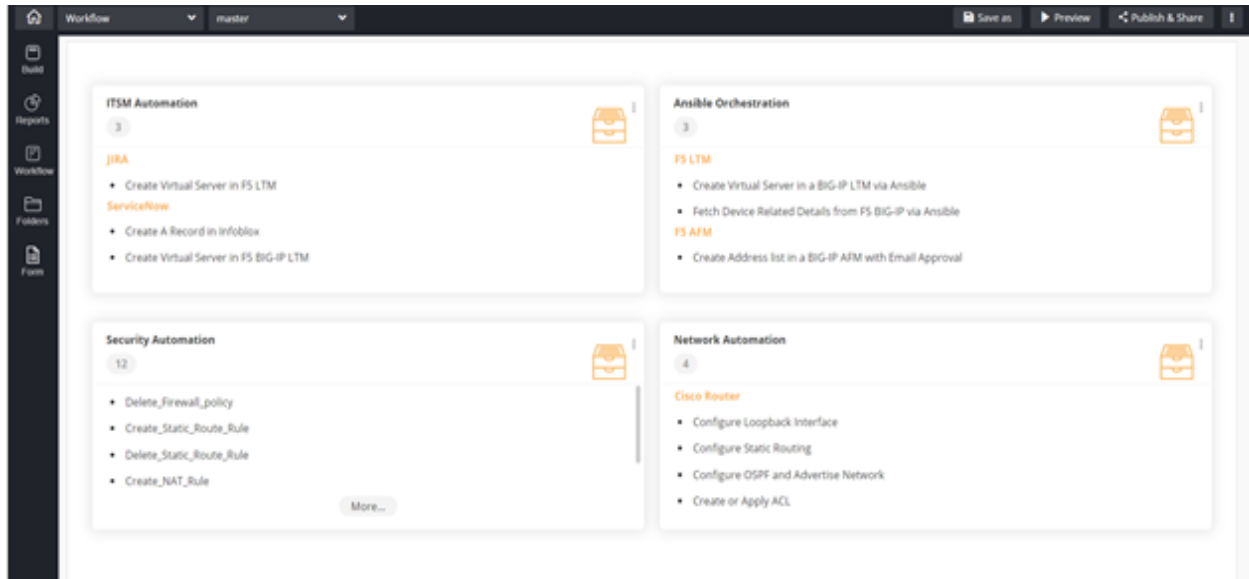 Workflow master Save as Preview Publish & Share
Build
Reports
Workflow
Folders
Form
ITSM Automation
3
JIRA
Create Virtual Server in F5 LTM
ServiceNow
Create A Record in Infoblox
Create Virtual Server in F5 BIG-IP LTM
Ansible Orchestration
3
F5 LTM
Create Virtual Server in a BIG-IP LTM via Ansible
Fetch Device Related Details from F5 BIG-IP via Ansible
F5 AFM
Create Address list in a BIG-IP AFM with Email Approval
Security Automation
12
Delete_Firewall_policy
Create_Static_Route_Rule
Delete_Static_Route_Rule
Create_NAT_Rule
More...
Network Automation
4
Cisco Router
Configure Loopback Interface
Configure Static Routing
Configure OSPF and Advertise Network
Create or Apply ACL